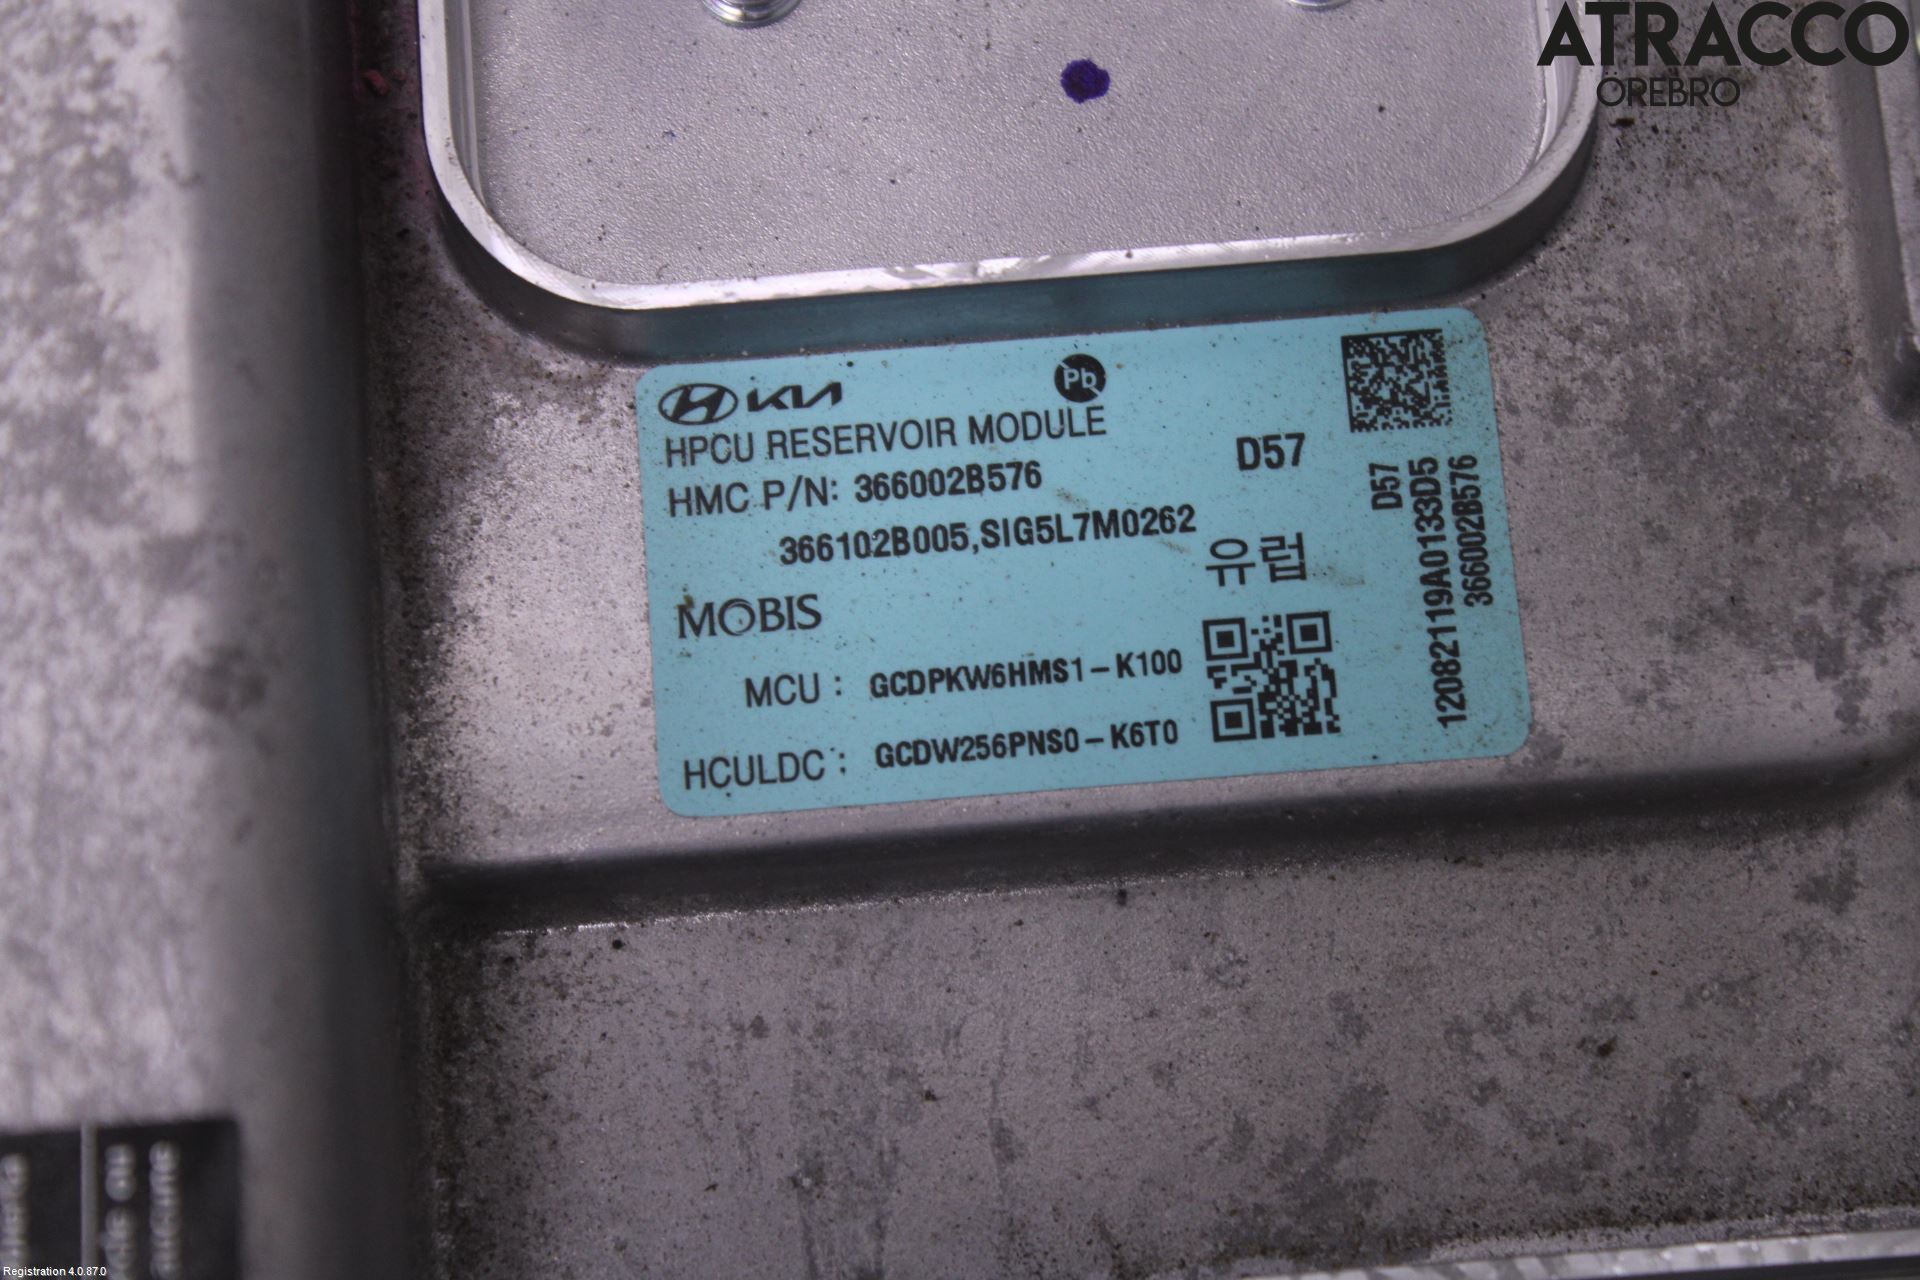 ATRACCO
ÖREBRO
KIA
Pb
HPCU RESERVOIR MODULE
HMC P/N: 366002B576
D57
366102B005,SIG5L7M0262
유럽
MOBIS
MCU : GCDPKW6HMS1-K100
HCULDC : GCDW256PNS0-K6T0
D57
12082119A0133D5
366002B576
Registration 4.0.87.0